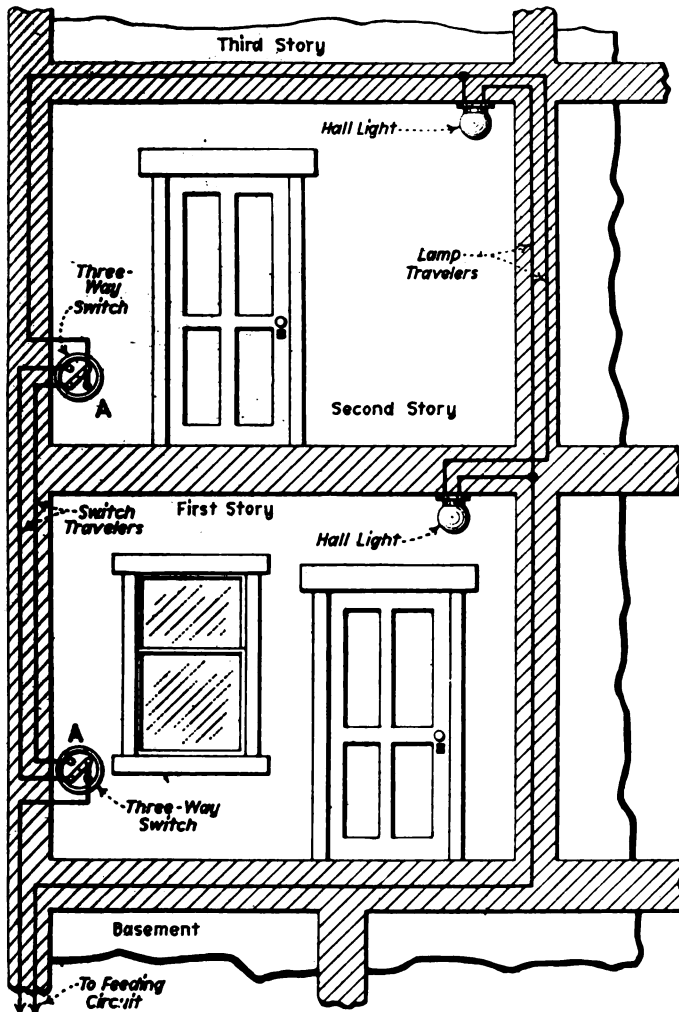 Third Story
Hall Light
Lamp
Travelers
Three-
Way
Switch
A
Second Story
Switch
Travelers
First Story
Hall Light
A
Three-Way
Switch
Basement
To Feeding
Circuit